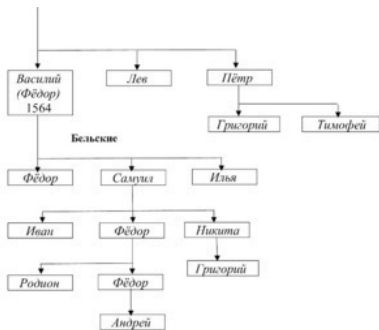 Василий
(Фёдор)
1564
Лев
Пётр
Григорий
Тимофей
Бельские
Фёдор
Самуил
Илья
Иван
Фёдор
Никита
Родион
Фёдор
Григорий
Андрей